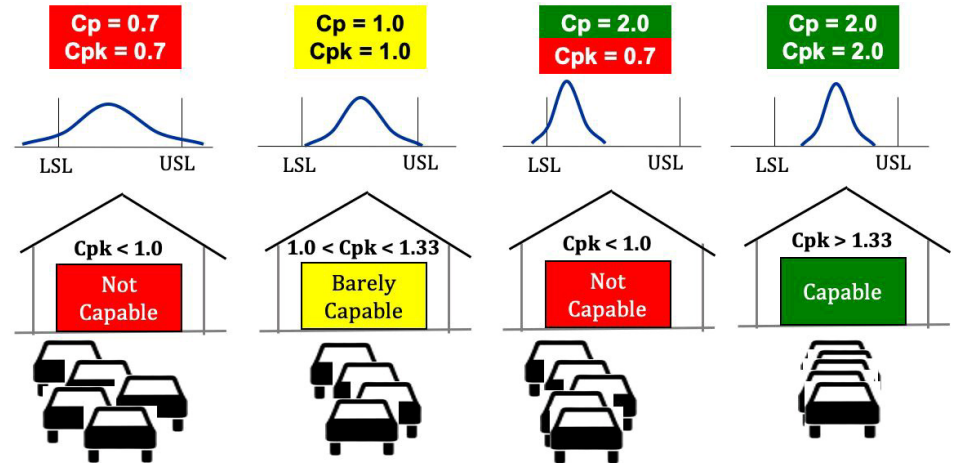 Cp = 0.7
Cpk = 0.7
Cp = 1.0
Cpk = 1.0
Cp = 2.0
Cpk = 0.7
Cp = 2.0
Cpk = 2.0
LSL USL
LSL USL
LSL USL
LSL USL
Cpk < 1.0
Not
Capable
1.0 < Cpk < 1.33
Barely
Capable
Cpk < 1.0
Not
Capable
Cpk > 1.33
Capable